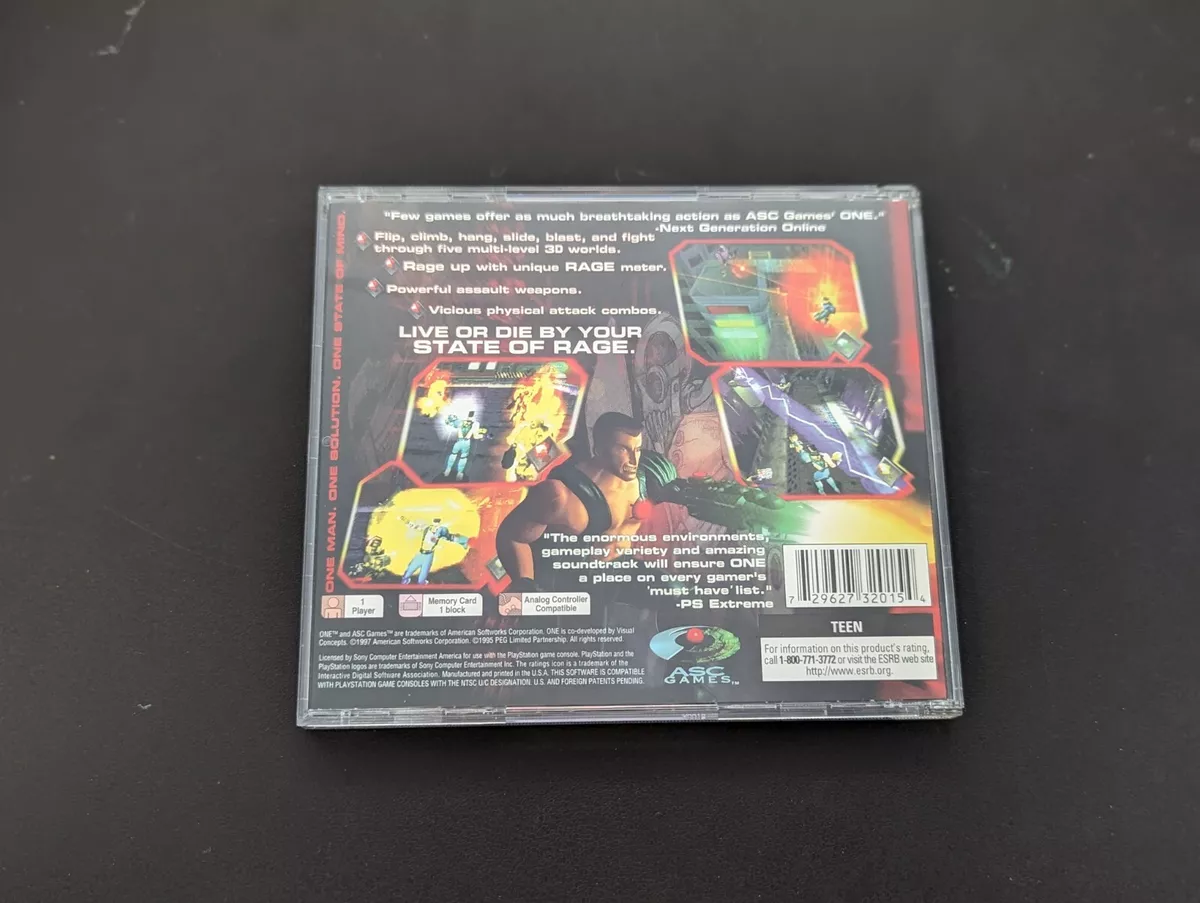 "Few games offer as much breathtaking action as ASC Games' ONE."
-Next Generation Online
Flip, climb, hang, slide, blast, and fight
through five multi-level 3D worlds.
Rage up with unique RAGE meter.
Powerful assault weapons.
Vicious physical attack combos.
LIVE OR DIE BY YOUR
STATE OF RAGE.
ONE MAN. ONE SOLUTION. ONE STATE OF MIND.
"The enormous environments,
gameplay variety and amazing
soundtrack will ensure ONE
a place on every gamer's
'must have' list."
-PS Extreme
7 29627 32015 4
1
Player
Memory Card
1 block
Analog Controller
Compatible
ONE™ and ASC Games™ are trademarks of American Softworks Corporation. ONE is co-developed by Visual
Concepts. ©1997 American Softworks Corporation. ©1995 PEG Limited Partnership. All rights reserved.
Licensed by Sony Computer Entertainment America for use with the PlayStation game console. PlayStation and the
PlayStation logos are trademarks of Sony Computer Entertainment Inc. The ratings icon is a trademark of the
Interactive Digital Software Association. Manufactured and printed in the U.S.A. THIS SOFTWARE IS COMPATIBLE
WITH PLAYSTATION GAME CONSOLES WITH THE NTSC U/C DESIGNATION. U.S. AND FOREIGN PATENTS PENDING.
ASC
GAMES™
TEEN
For information on this product's rating,
call 1-800-771-3772 or visit the ESRB web site
http://www.esrb.org.